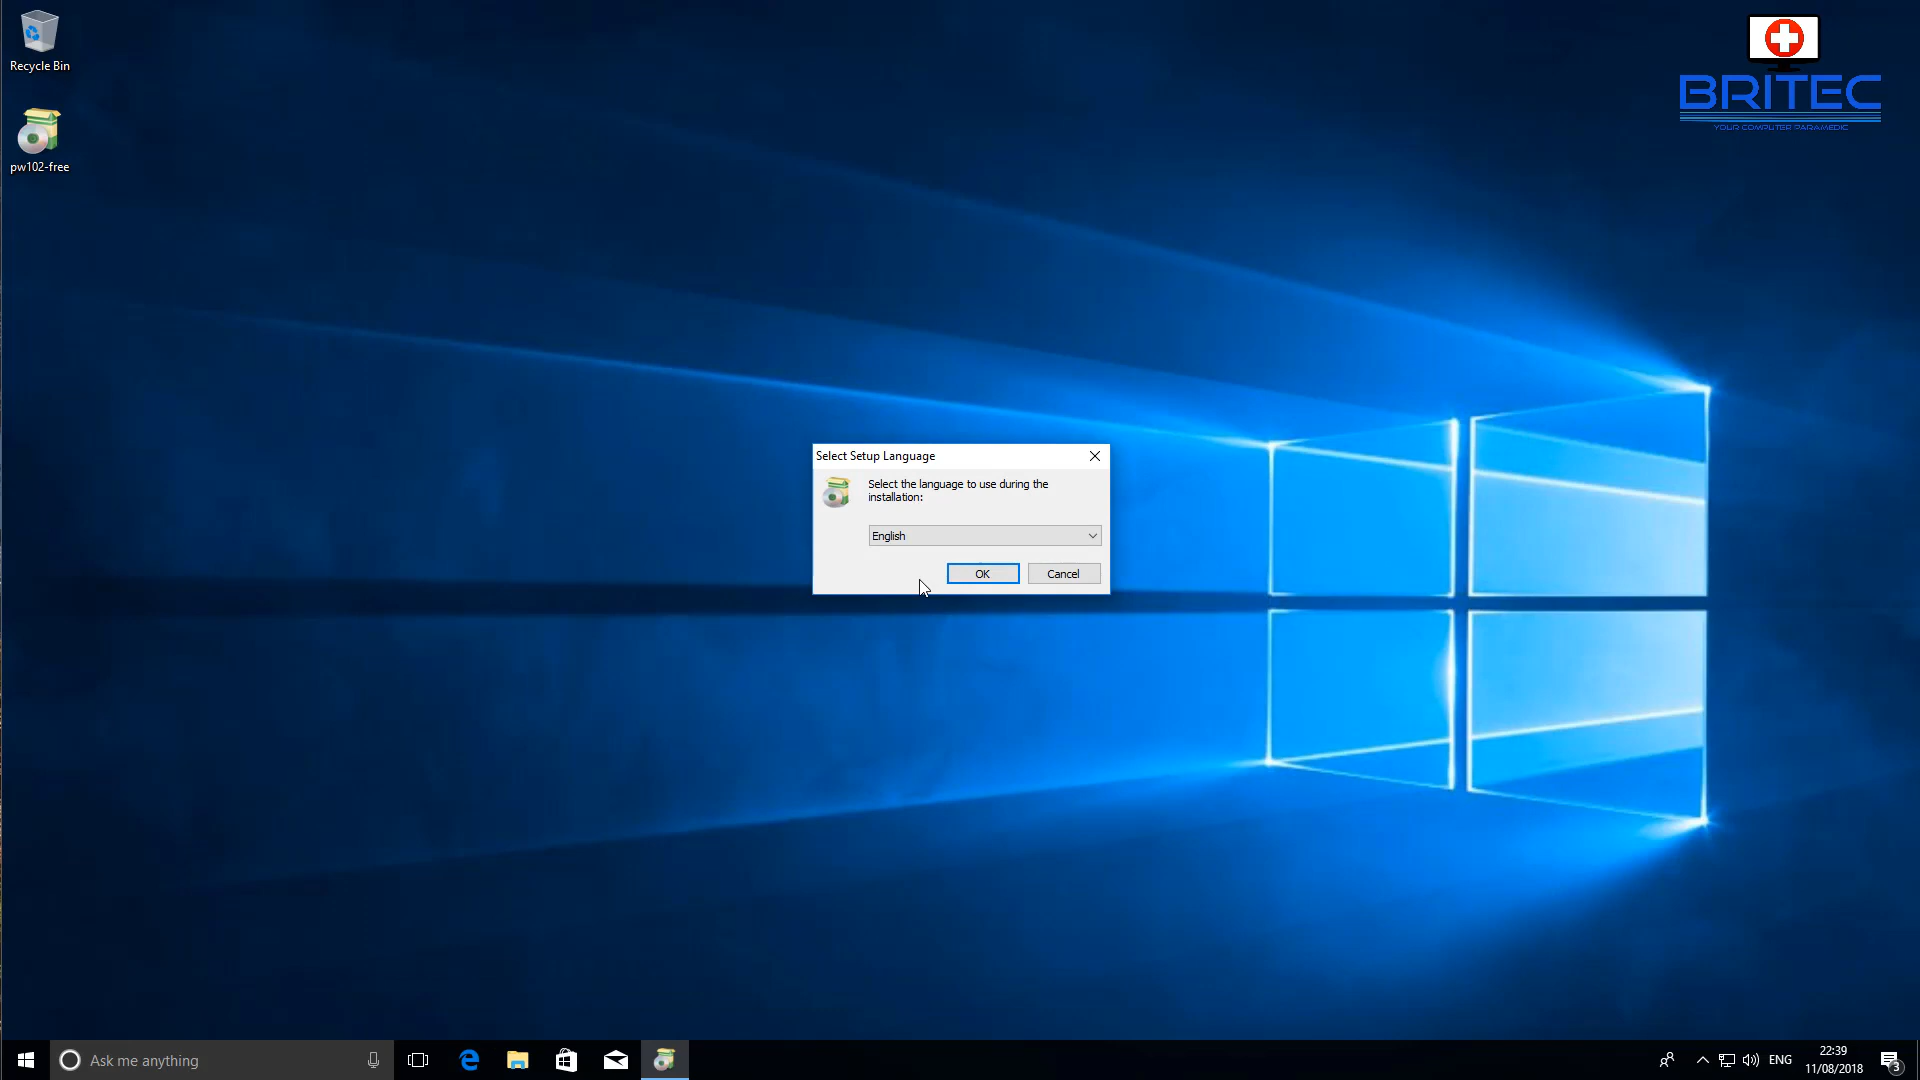 Recycle Bin
pw102-free
BRITEC
YOUR COMPUTER PARAMEDIC
Select Setup Language
Select the language to use during the
installation:
English
OK
Cancel
Ask me anything
ENG
22:39
11/08/2018
3